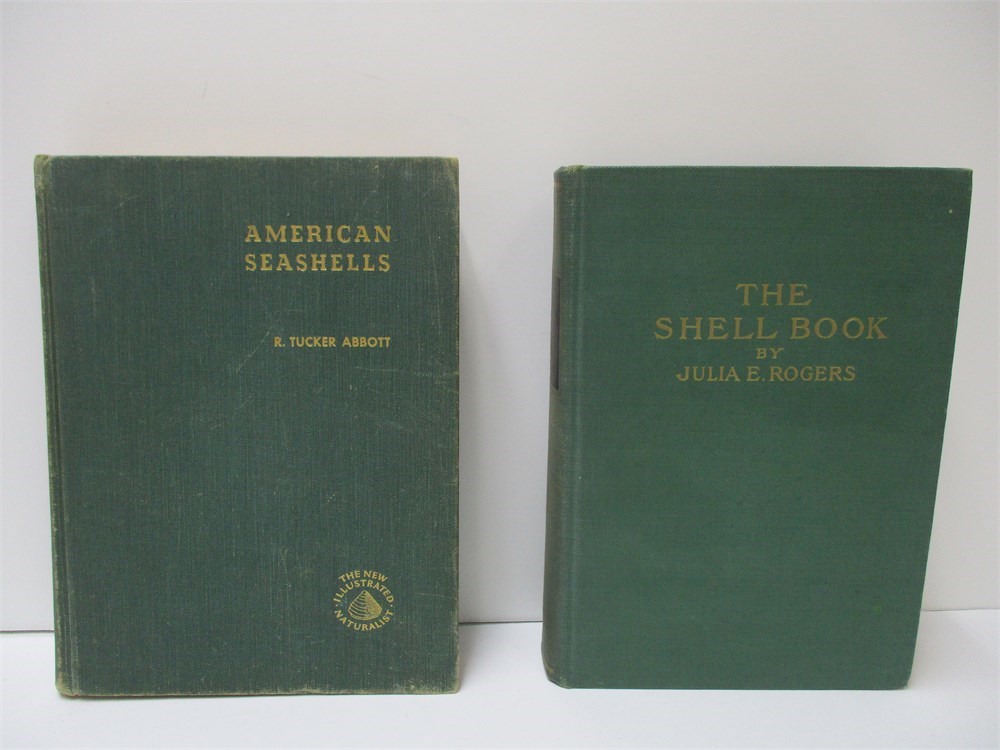 AMERICAN
SEASHELLS
R. TUCKER ABBOTT
THE NEW
ILLUSTRATED
NATURALIST
THE
SHELL BOOK
BY
JULIA E. ROGERS